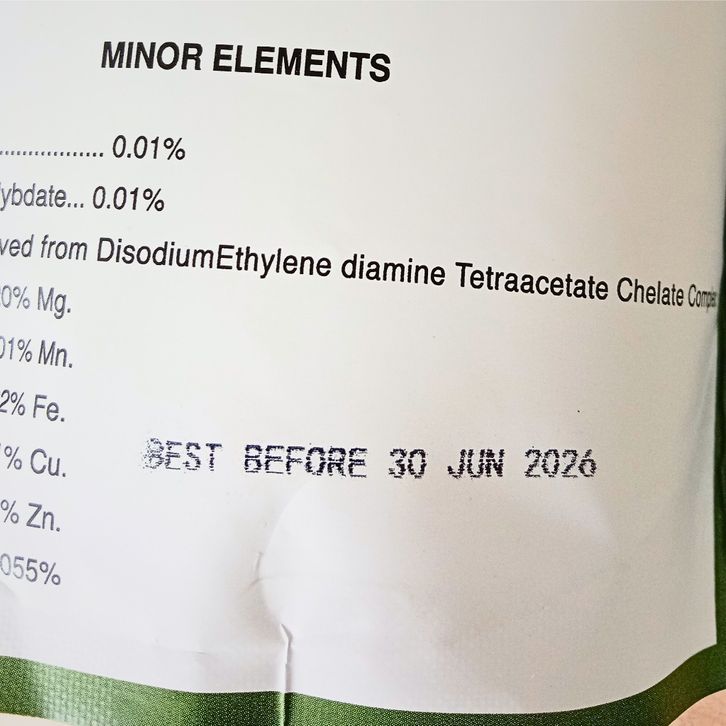 MINOR ELEMENTS
.................. 0.01%
ybdate... 0.01%
ved from DisodiumEthylene diamine Tetraacetate Chelate
0% Mg.
01% Mn.
2% Fe.
% Cu.
BEST BEFORE 30 JUN 2026
% Zn.
055%